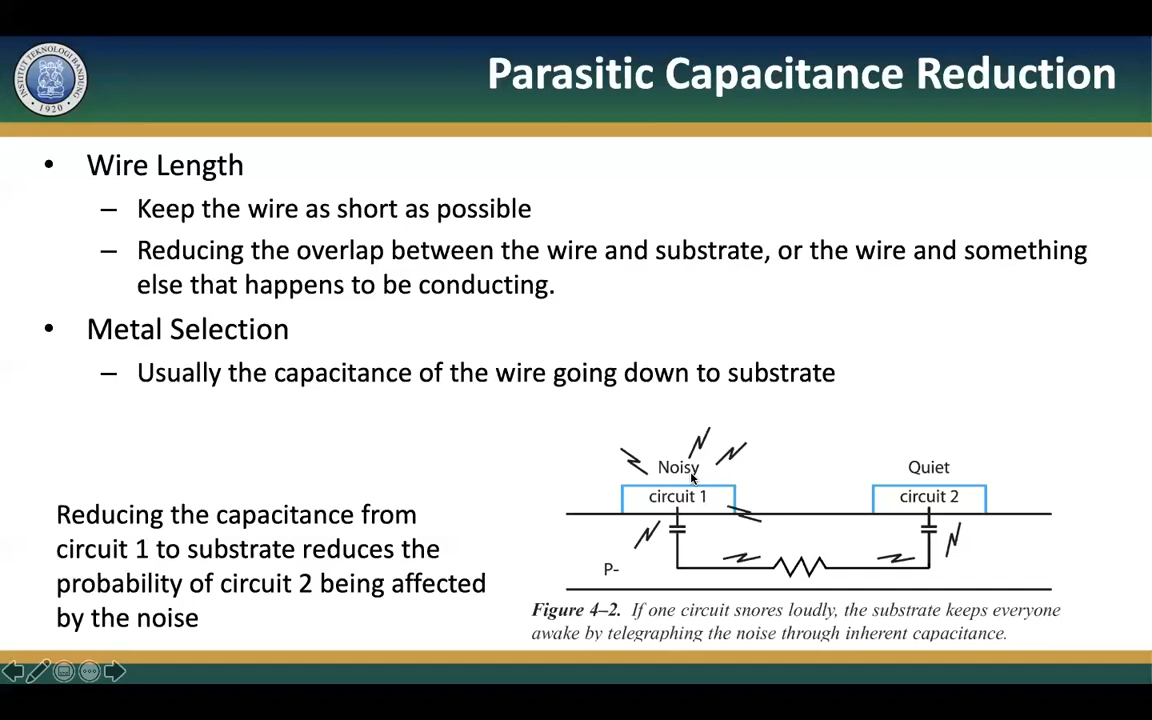 INSTITUT TEKNOLOGI BANDUNG
1920
Parasitic Capacitance Reduction
• Wire Length
– Keep the wire as short as possible
– Reducing the overlap between the wire and substrate, or the wire and something
else that happens to be conducting.
• Metal Selection
– Usually the capacitance of the wire going down to substrate
Reducing the capacitance from
circuit 1 to substrate reduces the
probability of circuit 2 being affected
by the noise
Noisy
circuit 1
Quiet
circuit 2
P-
Figure 4–2. If one circuit snores loudly, the substrate keeps everyone
awake by telegraphing the noise through inherent capacitance.